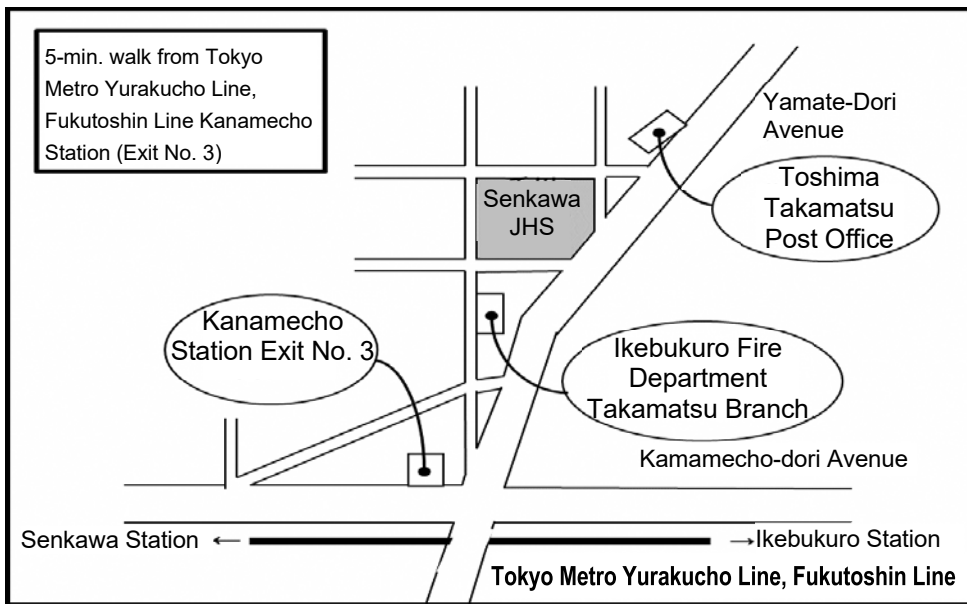 5-min. walk from Tokyo
Metro Yurakucho Line,
Fukutoshin Line Kanamecho
Station (Exit No. 3)
Yamate-Dori
Avenue
Toshima
Takamatsu
Post Office
Senkawa
JHS
Kanamecho
Station Exit No. 3
Ikebukuro Fire
Department
Takamatsu Branch
Kamamecho-dori Avenue
Senkawa Station ←
→Ikebukuro Station
Tokyo Metro Yurakucho Line, Fukutoshin Line